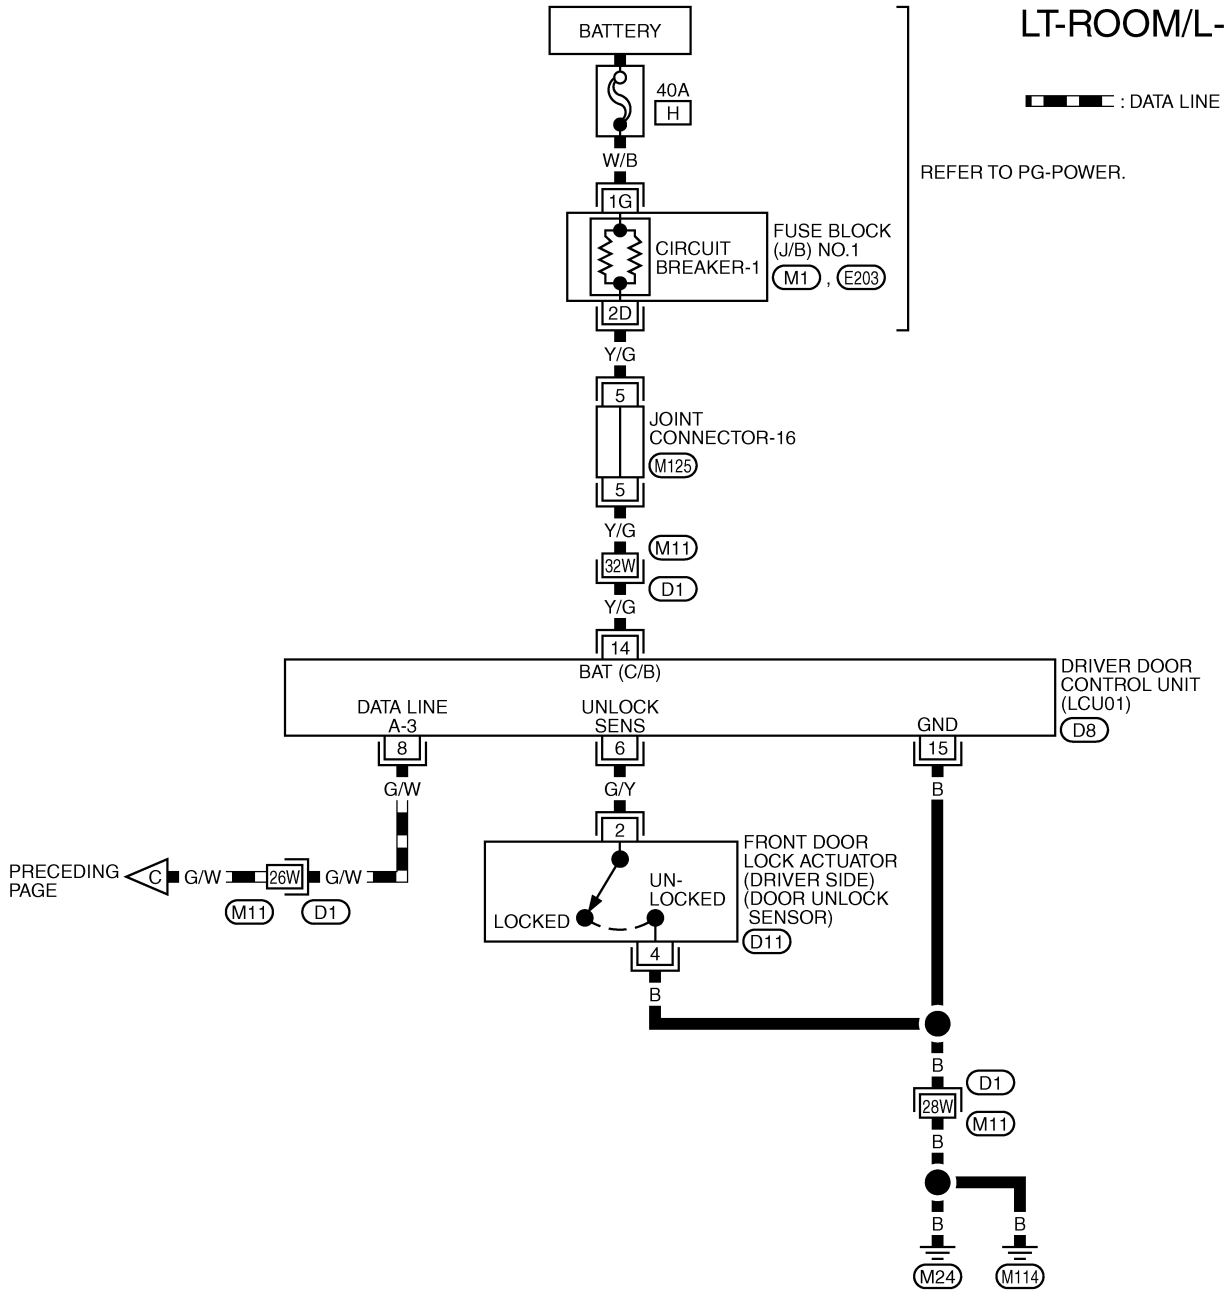 LT-ROOM/L-
BATTERY
40A
H
: DATA LINE
W/B
REFER TO PG-POWER.
1G
CIRCUIT
BREAKER-1
FUSE BLOCK
(J/B) NO.1
M1 , E203
2D
Y/G
5
JOINT
CONNECTOR-16
M125
5
Y/G
M11
32W
D1
Y/G
14
BAT (C/B)
DRIVER DOOR
CONTROL UNIT
(LCU01)
D8
DATA LINE
A-3
UNLOCK
SENS
GND
8
6
15
G/W
G/Y
B
2
FRONT DOOR
LOCK ACTUATOR
(DRIVER SIDE)
(DOOR UNLOCK
SENSOR)
D11
PRECEDING
PAGE
C
G/W
26W
G/W
M11
D1
UN-
LOCKED
LOCKED
4
B
B
D1
28W
M11
B
B
B
M24
M114